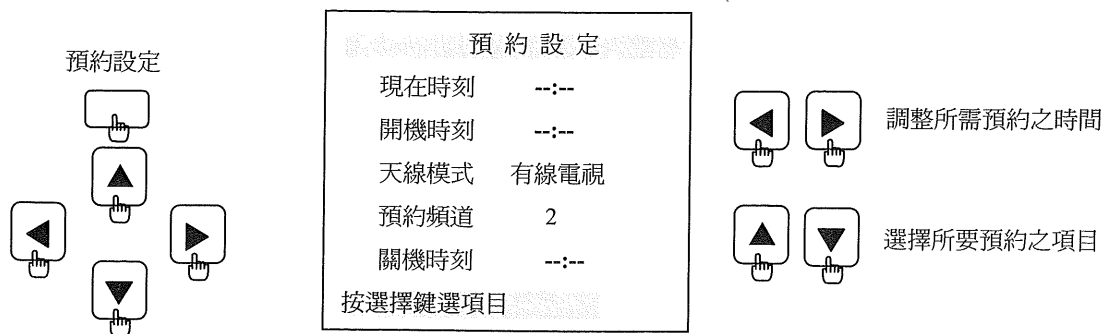 預約設定
預約設定
現在時刻 --:--
開機時刻 --:--
天線模式 有線電視
預約頻道 2
關機時刻 --:--
按選擇鍵選項目
調整所需預約之時間
選擇所要預約之項目